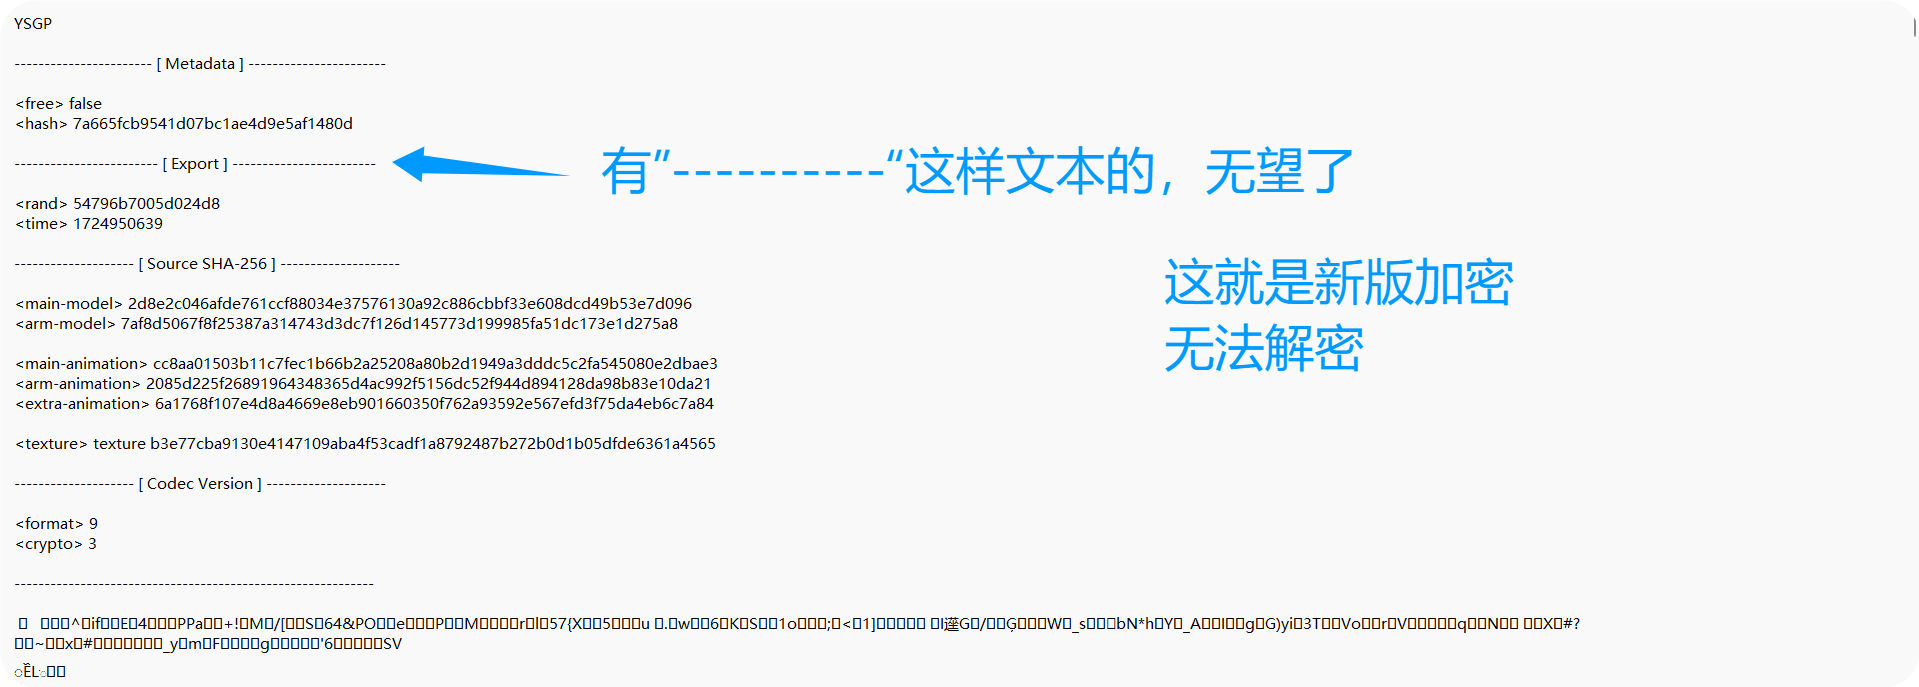 YSGP
----------------------- [ Metadata ] -----------------------
<free> false
<hash> 7a665fcb9541d07bc1ae4d9e5af1480d
------------------------ [ Export ] ------------------------
有”----------“这样文本的，无望了
<rand> 54796b7005d024d8
<time> 1724950639
-------------------- [ Source SHA-256 ] --------------------
这就是新版加密
无法解密
<main-model> 2d8e2c046afde761ccf88034e37576130a92c886cbbf33e608dcd49b53e7d096
<arm-model> 7af8d5067f8f25387a314743d3dc7f126d145773d199985fa51dc173e1d275a8
<main-animation> cc8aa01503b11c7fec1b66b2a25208a80b2d1949a3dddc5c2fa545080e2dbae3
<arm-animation> 2085d225f26891964348365d4ac992f5156dc52f944d894128da98b83e10da21
<extra-animation> 6a1768f107e4d8a4669e8eb901660350f762a93592e567efd3f75da4eb6c7a84
<texture> texture b3e77cba9130e4147109aba4f53cadf1a8792487b272b0d1b05dfde6361a4565
-------------------- [ Codec Version ] --------------------
<format> 9
<crypto> 3
------------------------------------------------------------